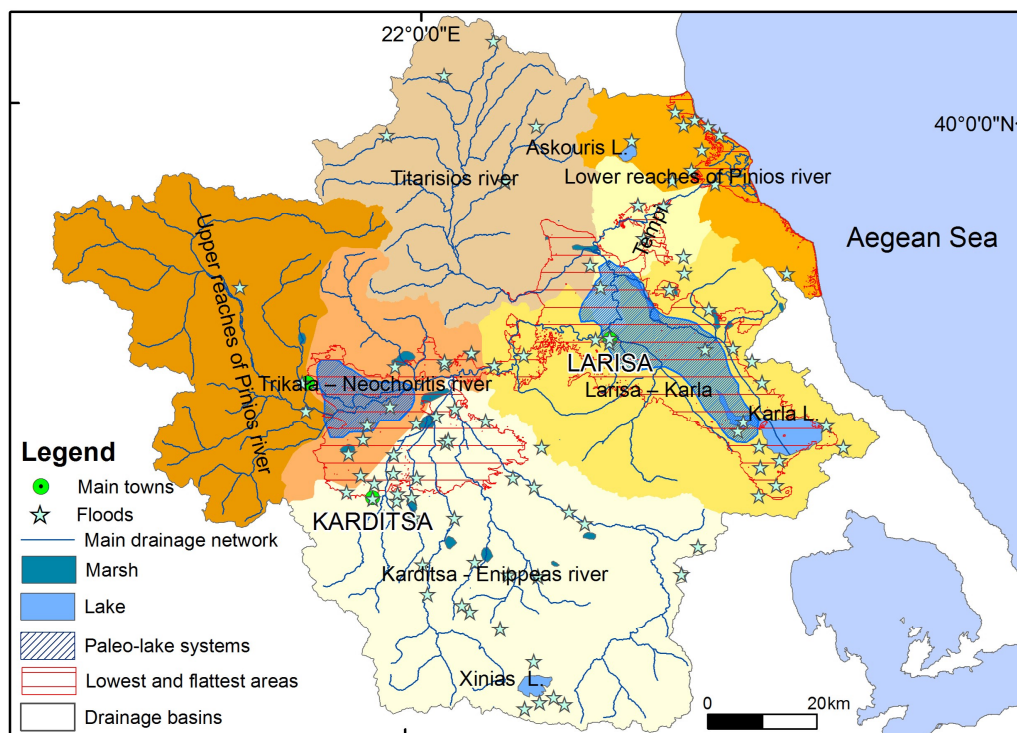 22°0'0"E
40°0'0"N
Askouris L.
Titarisios river
Lower reaches of Pinios river
Tempi
Aegean Sea
Upper reaches of Pinios river
LARISA
Trikala – Neochoritis river
Larisa – Karla
Karla L.
KARDITSA
Karditsa - Enippeas river
Xinias L.
Legend
Main towns
Floods
Main drainage network
Marsh
Lake
Paleo-lake systems
Lowest and flattest areas
Drainage basins
0 20km